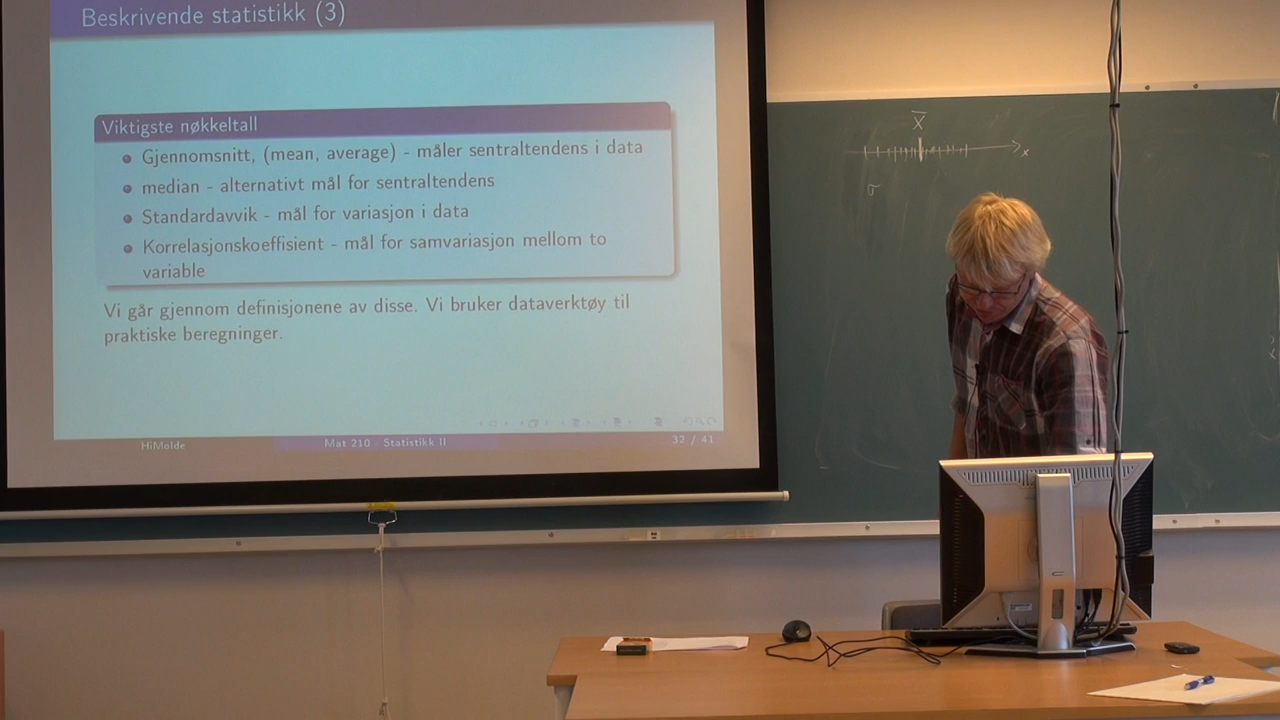 Beskrivende statistikk (3)
Viktigste nøkkeltall
Gjennomsnitt, (mean, average) - måler sentraltendens i data
median - alternativt mål for sentraltendens
Standardavvik - mål for variasjon i data
Korrelasjonskoeffisient - mål for samvariasjon mellom to
variable
Vi går gjennom definisjonene av disse. Vi bruker dataverktøy til
praktiske beregninger.
HiMolde
Mat 210 - Statistikk II
32 / 41
X̅
x
σ